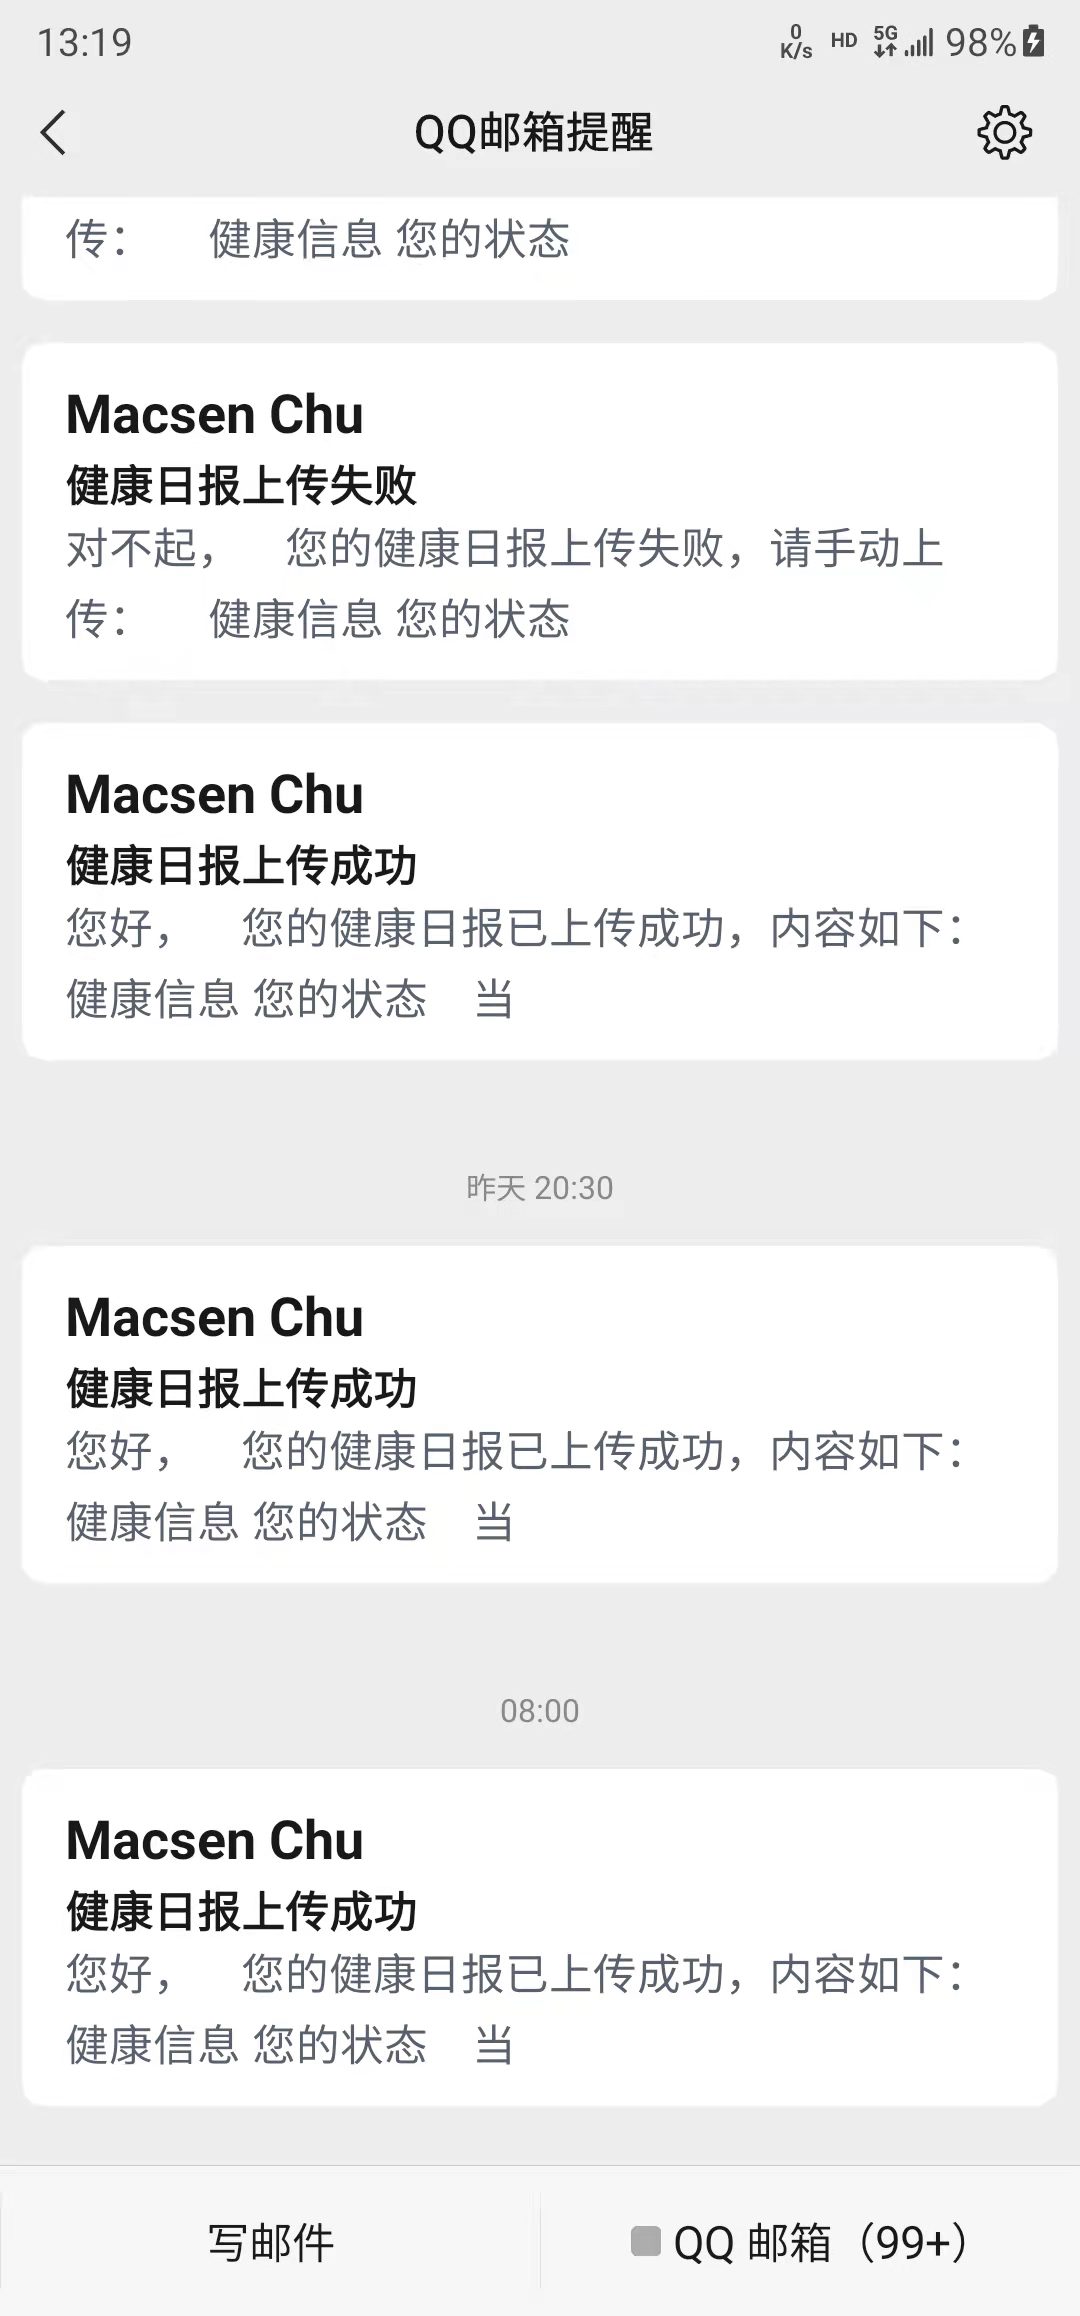 13:19
0 K/s HD 5G 98%
QQ邮箱提醒
传： 健康信息 您的状态
Macsen Chu
健康日报上传失败
对不起， 您的健康日报上传失败，请手动上
传： 健康信息 您的状态
Macsen Chu
健康日报上传成功
您好， 您的健康日报已上传成功，内容如下：
健康信息 您的状态 当
昨天 20:30
Macsen Chu
健康日报上传成功
您好， 您的健康日报已上传成功，内容如下：
健康信息 您的状态 当
08:00
Macsen Chu
健康日报上传成功
您好， 您的健康日报已上传成功，内容如下：
健康信息 您的状态 当
写邮件
QQ 邮箱（99+）